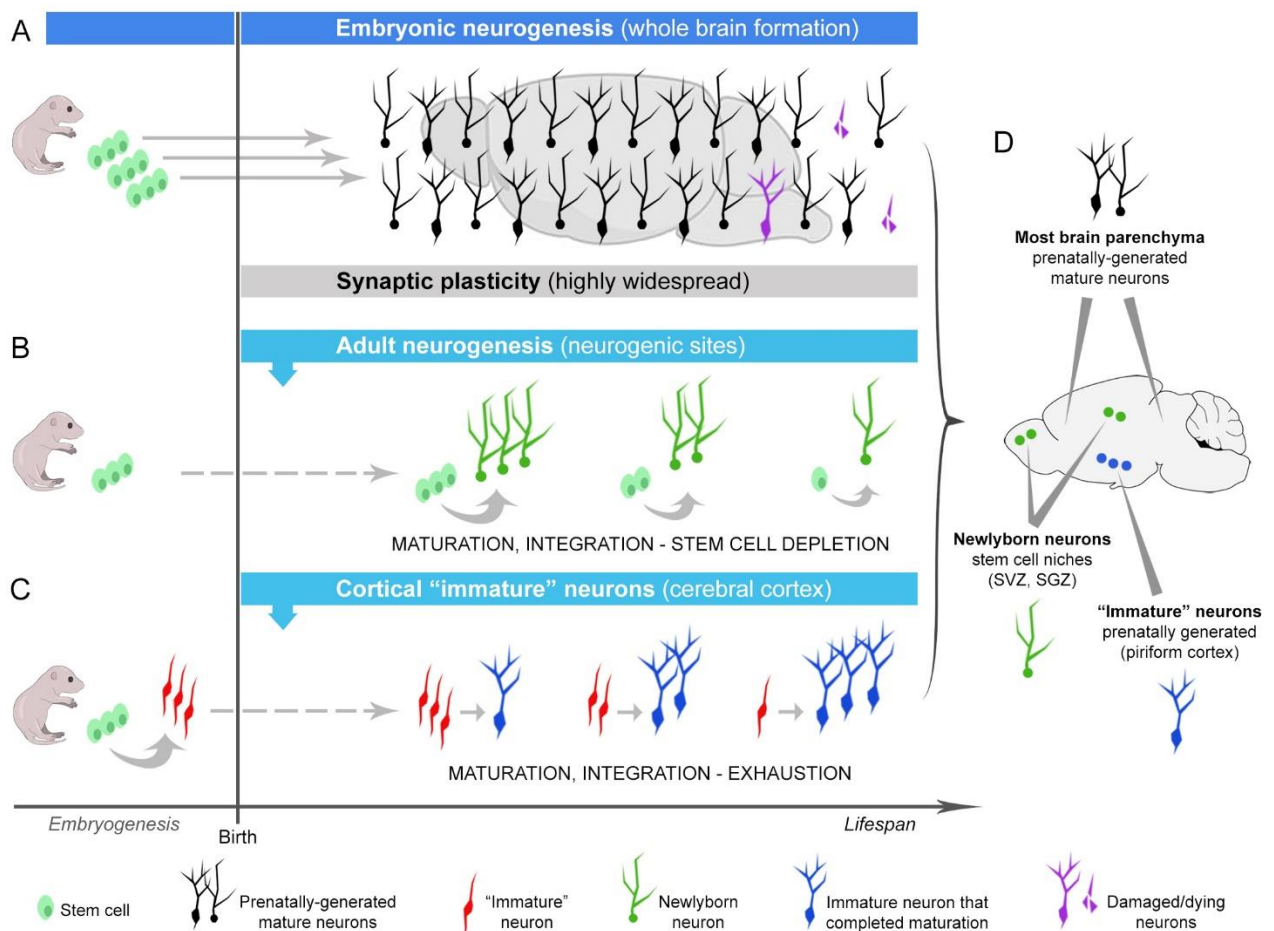 A
Embryonic neurogenesis (whole brain formation)
Synaptic plasticity (highly widespread)
B
Adult neurogenesis (neurogenic sites)
MATURATION, INTEGRATION - STEM CELL DEPLETION
C
Cortical “immature” neurons (cerebral cortex)
MATURATION, INTEGRATION - EXHAUSTION
Embryogenesis
Birth
Lifespan
D
Most brain parenchyma
prenatally-generated
mature neurons
Newlyborn neurons
stem cell niches
(SVZ, SGZ)
“Immature” neurons
prenatally generated
(piriform cortex)
Stem cell
Prenatally-generated
mature neurons
“Immature”
neuron
Newlyborn
neuron
Immature neuron that
completed maturation
Damaged/dying
neurons